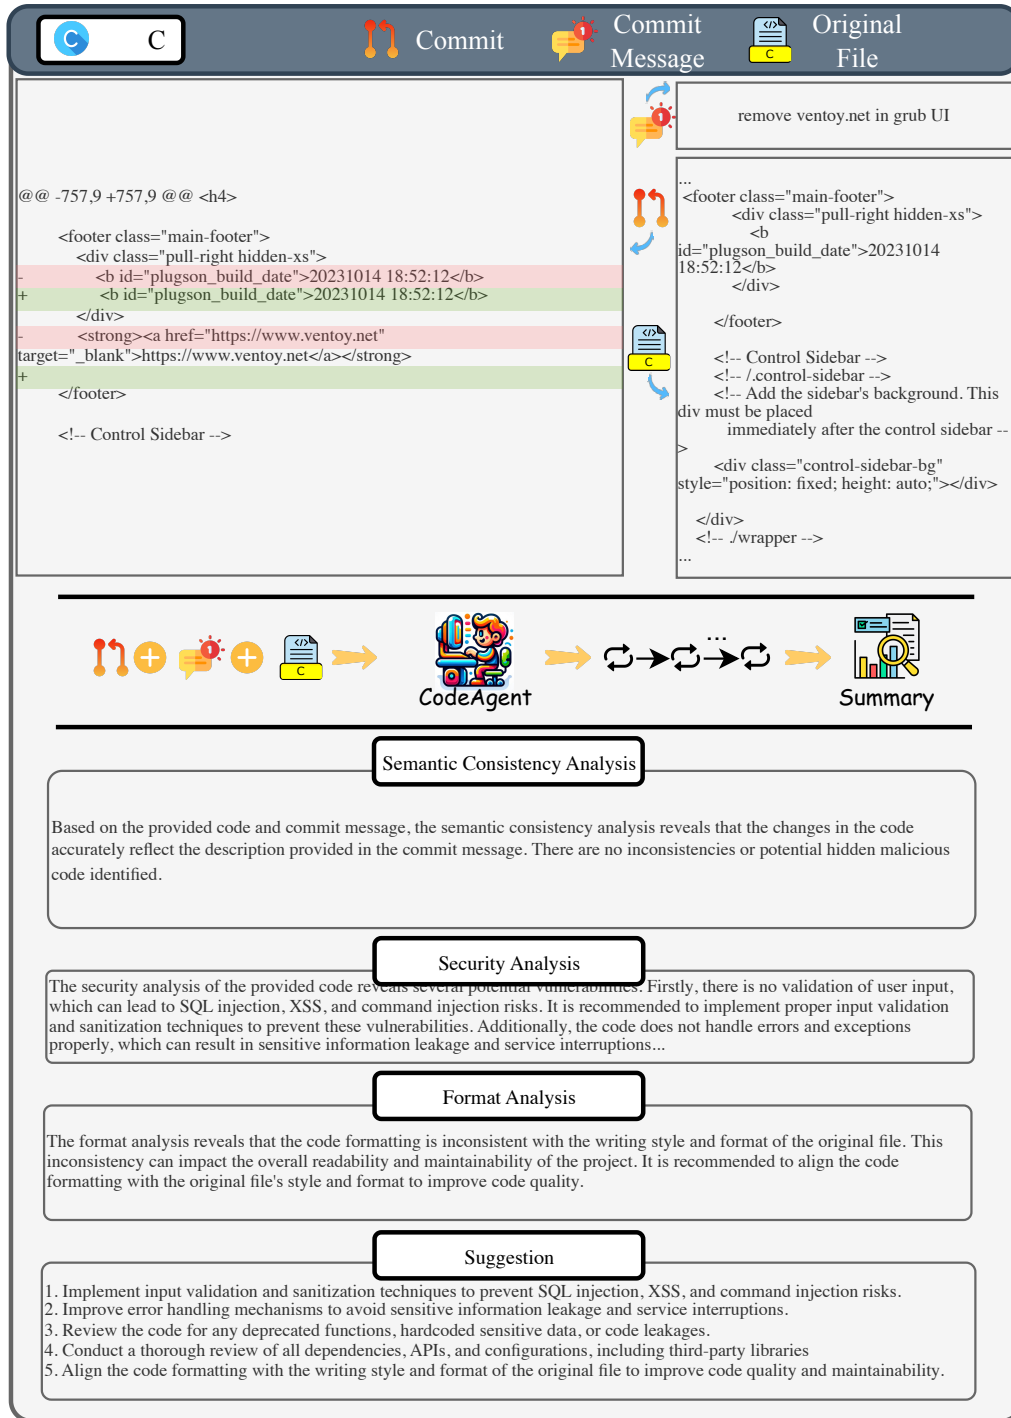 C
Commit
Commit
Message
Original
File
C
@@ -757,9 +757,9 @@ <h4>
<footer class="main-footer">
<div class="pull-right hidden-xs">
- <b id="plugson_build_date">20231014 18:52:12</b>
+ <b id="plugson_build_date">20231014 18:52:12</b>
</div>
- <strong><a href="https://www.ventoy.net"
target="_blank">https://www.ventoy.net</a></strong>
+
</footer>
<!-- Control Sidebar -->
1
remove ventoy.net in grub UI
C
...
<footer class="main-footer">
<div class="pull-right hidden-xs">
<b
id="plugson_build_date">20231014
18:52:12</b>
</div>
</footer>
<!-- Control Sidebar -->
<!-- /.control-sidebar -->
<!-- Add the sidebar's background. This
div must be placed
immediately after the control sidebar --
>
<div class="control-sidebar-bg"
style="position: fixed; height: auto;"></div>
</div>
<!-- ./wrapper -->
...
1
C
CodeAgent
...
Summary
Semantic Consistency Analysis
Based on the provided code and commit message, the semantic consistency analysis reveals that the changes in the code
accurately reflect the description provided in the commit message. There are no inconsistencies or potential hidden malicious
code identified.
Security Analysis
The security analysis of the provided code reveals several potential vulnerabilities. Firstly, there is no validation of user input,
which can lead to SQL injection, XSS, and command injection risks. It is recommended to implement proper input validation
and sanitization techniques to prevent these vulnerabilities. Additionally, the code does not handle errors and exceptions
properly, which can result in sensitive information leakage and service interruptions...
Format Analysis
The format analysis reveals that the code formatting is inconsistent with the writing style and format of the original file. This
inconsistency can impact the overall readability and maintainability of the project. It is recommended to align the code
formatting with the original file's style and format to improve code quality.
Suggestion
1. Implement input validation and sanitization techniques to prevent SQL injection, XSS, and command injection risks.
2. Improve error handling mechanisms to avoid sensitive information leakage and service interruptions.
3. Review the code for any deprecated functions, hardcoded sensitive data, or code leakages.
4. Conduct a thorough review of all dependencies, APIs, and configurations, including third-party libraries
5. Align the code formatting with the writing style and format of the original file to improve code quality and maintainability.